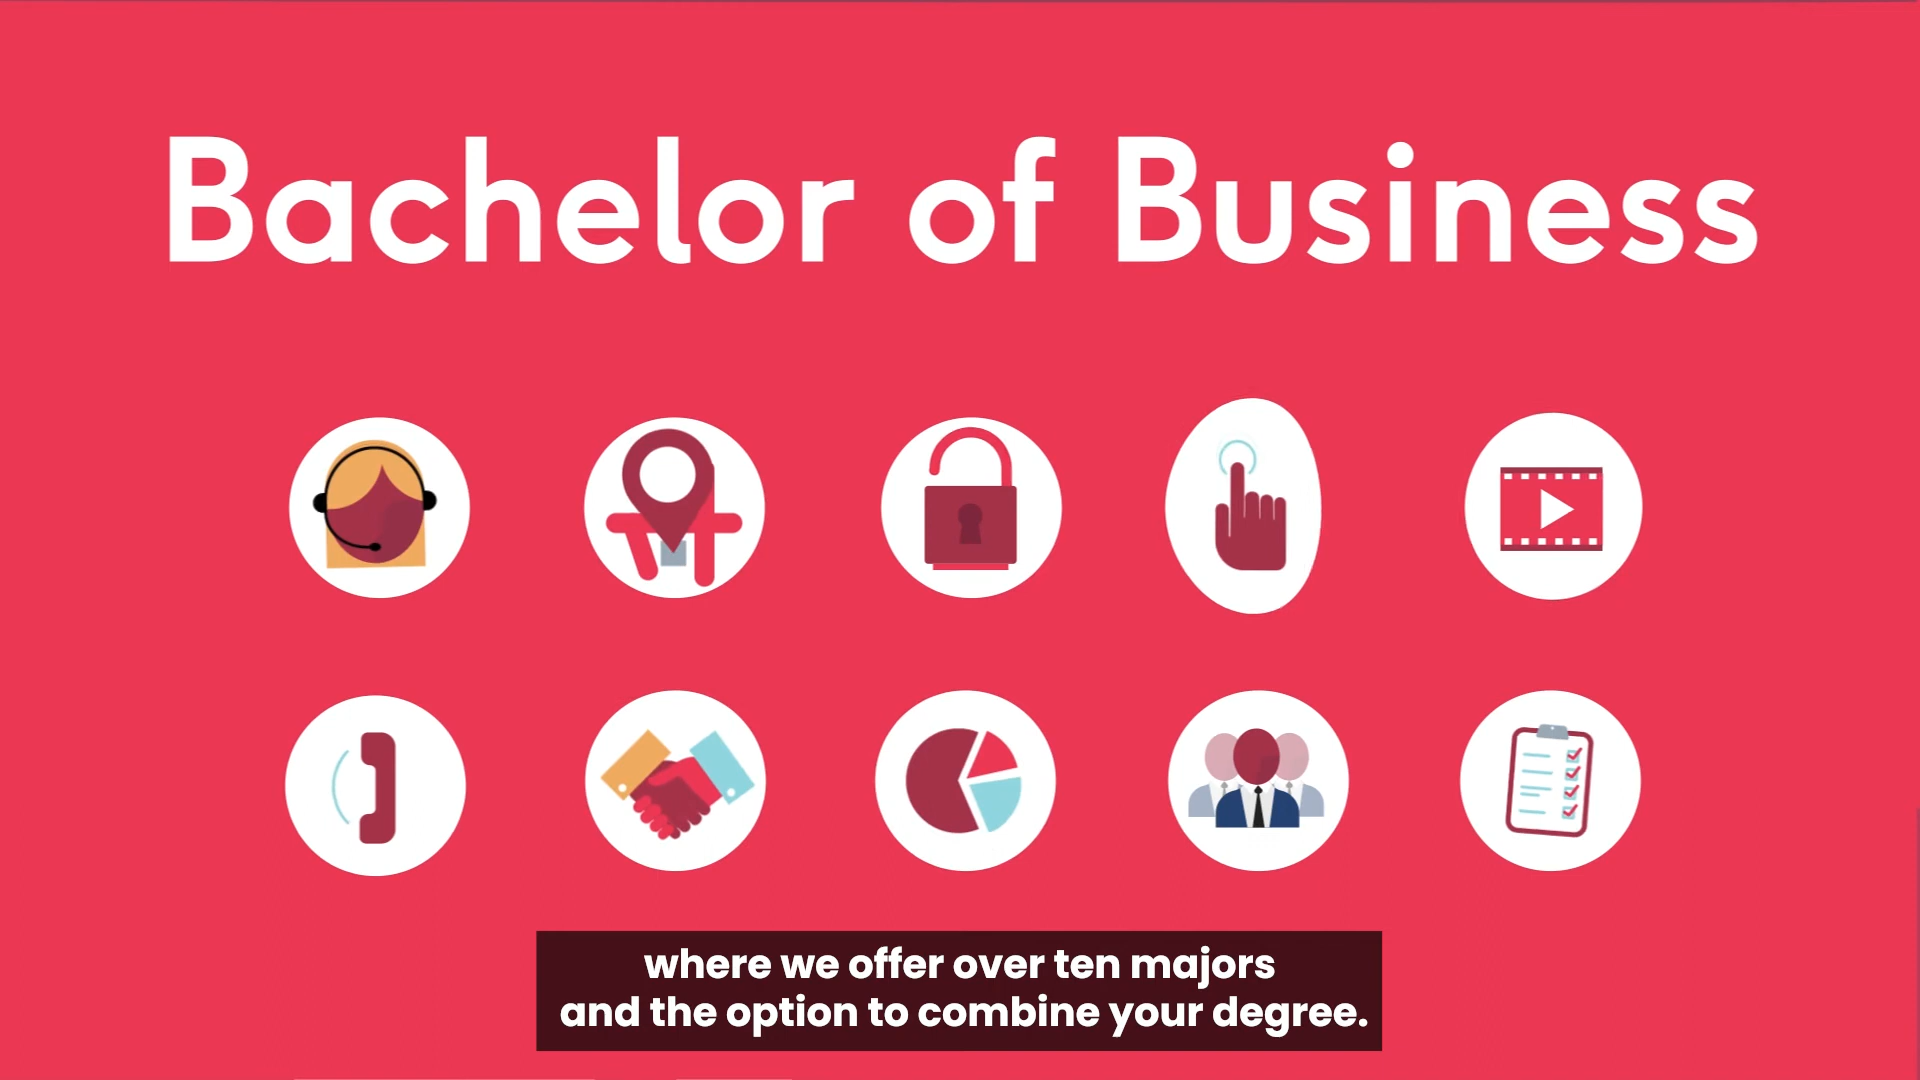 Bachelor of Business
where we offer over ten majors
and the option to combine your degree.